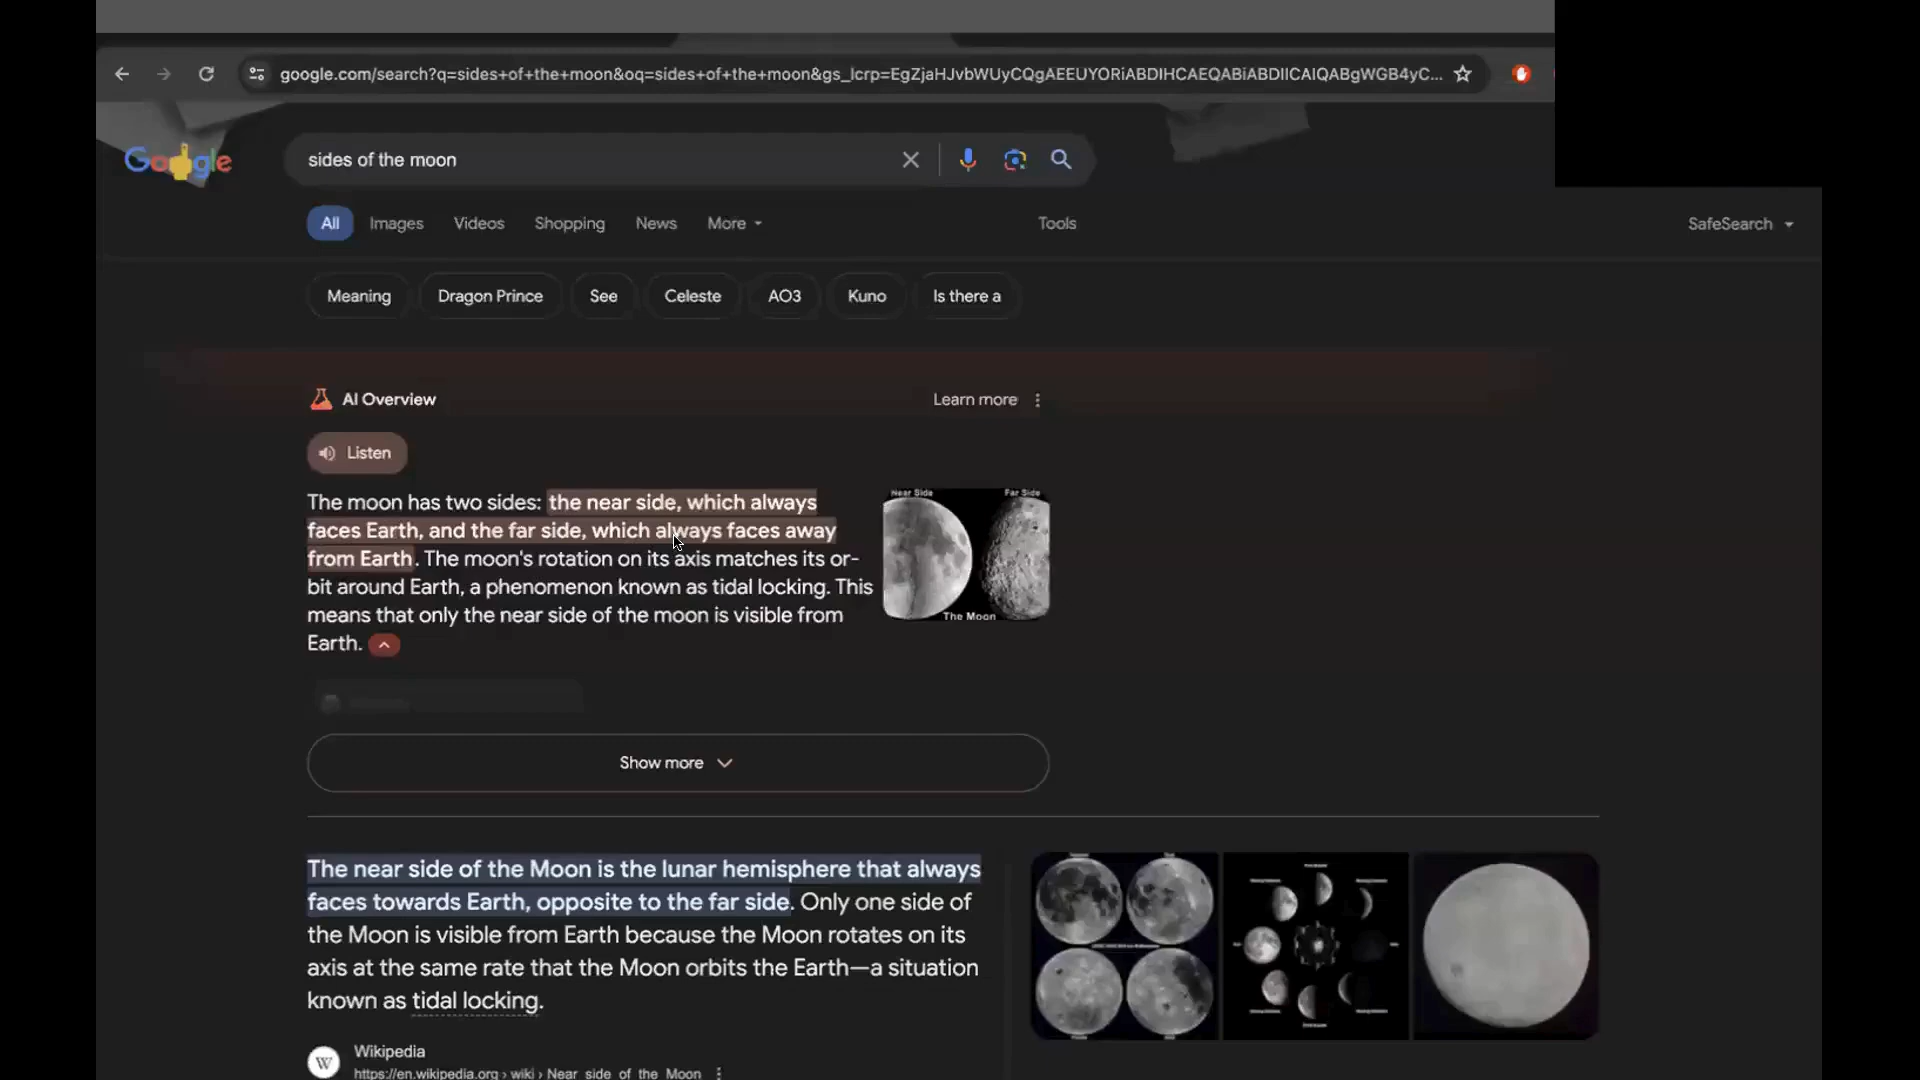 google.com/search?q=sides+of+the+moon&oq=sides+of+the+moon&gs_lcrp=EgZjaHJvbWUyCQgAEEUYORiABDIHCAEQABiABDIICAIQABgWGB4yC...
Google
sides of the moon
All Images Videos Shopping News More Tools SafeSearch
Meaning Dragon Prince See Celeste AO3 Kuno Is there a
AI Overview Learn more
Listen
The moon has two sides: the near side, which always
faces Earth, and the far side, which always faces away
from Earth. The moon's rotation on its axis matches its or-
bit around Earth, a phenomenon known as tidal locking. This
means that only the near side of the moon is visible from
Earth.
Near Side Far Side
The Moon
Show more
The near side of the Moon is the lunar hemisphere that always
faces towards Earth, opposite to the far side. Only one side of
the Moon is visible from Earth because the Moon rotates on its
axis at the same rate that the Moon orbits the Earth—a situation
known as tidal locking.
W
Wikipedia
https://en.wikipedia.org › wiki › Near_side_of_the_Moon